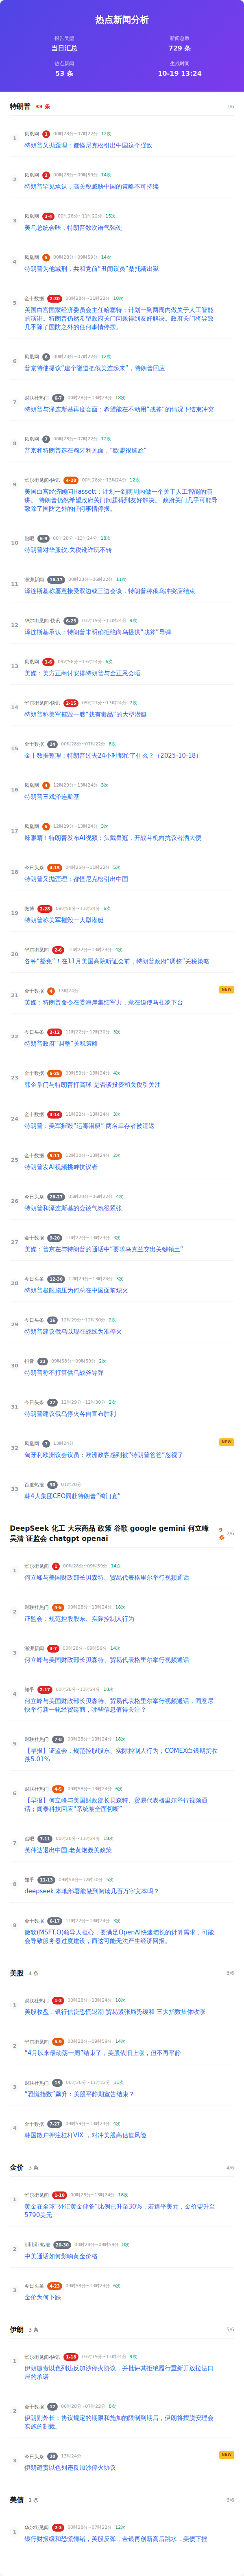 热点新闻分析
报告类型
新闻总数
当日汇总
729 条
热点新闻
生成时间
53 条
10-19 13:24
特朗普 33 条 1/6
1
凤凰网 1 00时28分~07时22分 12次
特朗普又抛歪理：都怪尼克松引出中国这个强敌
2
凤凰网 2 00时28分~09时59分 14次
特朗普罕见承认，高关税威胁中国的策略不可持续
3
凤凰网 3-4 00时28分~11时22分 15次
美乌总统会晤，特朗普数次语气强硬
4
凤凰网 5 00时28分~09时59分 14次
特朗普为他减刑，共和党前“丑闻议员”桑托斯出狱
5
金十数据 2-30 00时28分~11时22分 10次
美国白宫国家经济委员会主任哈塞特：计划一到两周内做关于人工智能
的演讲。特朗普仍然希望政府关门问题得到友好解决。政府关门将导致
几乎除了国防之外的任何事情停摆。
6
凤凰网 6 00时28分~07时22分 12次
普京特使提议“建个隧道把俄美连起来”，特朗普回应
7
财联社热门 6-7 00时28分~13时24分 18次
特朗普与泽连斯基再度会面：希望能在不动用“战斧”的情况下结束冲突
8
凤凰网 7 00时28分~07时22分 12次
普京和特朗普选在匈牙利见面，“欧盟很尴尬”
9
华尔街见闻-快讯 4-28 00时28分~13时24分 12次
美国白宫经济顾问Hassett：计划一到两周内做一个关于人工智能的演
讲。 特朗普仍然希望政府关门问题得到友好解决。 政府关门几乎可能导
致除了国防之外的任何事情停摆。
10
贴吧 6-9 00时28分~13时24分 18次
特朗普对华服软,关税难欺玩不转
11
澎湃新闻 16-17 00时28分~06时22分 11次
泽连斯基称愿意接受双边或三边会谈，特朗普称俄乌冲突应结束
12
华尔街见闻-快讯 6-23 03时19分~13时24分 9次
泽连斯基承认：特朗普未明确拒绝向乌提供“战斧”导弹
13
凤凰网 1-6 09时58分~13时24分 6次
美媒：美方正商讨安排特朗普与金正恩会晤
14
华尔街见闻-快讯 2-15 05时21分~13时24分 7次
特朗普称美军摧毁一艘“载有毒品”的大型潜艇
15
金十数据 24 00时28分~07时22分 8次
金十数据整理：特朗普过去24小时都忙了什么？（2025-10-18）
16
凤凰网 4 11时29分~13时24分 3次
特朗普三戏泽连斯基
17
凤凰网 5 12时29分~13时24分 3次
辣眼睛！特朗普发布AI视频：头戴皇冠，开战斗机向抗议者洒大便
18
今日头条 4-15 04时25分~11时12分 5次
特朗普又抛歪理：都怪尼克松引出中国
19
微博 2-28 09时58分~13时24分 6次
特朗普称美军摧毁一大型潜艇
20
华尔街见闻 2-6 11时22分~13时24分 4次
各种“豁免”！在11月美国高院听证会前，特朗普政府“调整”关税策略
21
金十数据 4 13时24分 NEW
英媒：特朗普命令在委海岸集结军力，意在迫使马杜罗下台
22
今日头条 2-12 11时22分~12时30分 3次
特朗普政府“调整”关税策略
23
金十数据 5-25 09时59分~13时24分 4次
韩企掌门与特朗普打高球 是否谈投资和关税引关注
24
金十数据 3-14 11时22分~13时24分 3次
特朗普：美军摧毁“运毒潜艇” 两名幸存者被遣返
25
金十数据 5-11 12时30分~13时24分 2次
特朗普发AI视频挑衅抗议者
26
今日头条 26-27 05时20分~06时22分 4次
特朗普和泽连斯基的会谈气氛很紧张
27
金十数据 9-20 11时22分~13时24分 3次
美媒：普京在与特朗普的通话中“要求乌克兰交出关键领土”
28
今日头条 12-30 12时29分~13时24分 3次
特朗普极限施压为何总在中国面前熄火
29
今日头条 16 12时29分~12时30分 2次
特朗普建议俄乌以现在战线为准停火
30
抖音 23 09时58分~09时59分 2次
特朗普称不打算供乌战斧导弹
31
今日头条 27 12时29分~12时30分 2次
特朗普建议俄乌停火各自宣布胜利
32
凤凰网 7 13时24分 NEW
匈牙利欧洲议会议员：欧洲政客感到被“特朗普爸爸”忽视了
33
百度热搜 30 01时20分
韩4大集团CEO同赴特朗普“鸿门宴”
DeepSeek 化工 大宗商品 政策 谷歌 google gemini 何立峰
吴清 证监会 chatgpt openai
9 条 2/6
1
华尔街见闻 1 00时28分~09时59分 14次
何立峰与美国财政部长贝森特、贸易代表格里尔举行视频通话
2
财联社热门 4-5 00时28分~13时24分 18次
证监会：规范控股股东、实际控制人行为
3
澎湃新闻 3-7 00时28分~09时59分 14次
何立峰与美国财政部长贝森特、贸易代表格里尔举行视频通话
4
知乎 2-17 00时28分~13时24分 18次
何立峰与美国财政部长贝森特、贸易代表格里尔举行视频通话，同意尽
快举行新一轮经贸磋商，哪些信息值得关注？
5
财联社热门 7-8 00时28分~13时24分 18次
【早报】证监会：规范控股股东、实际控制人行为；COMEX白银期货收
跌5.01%
6
财联社热门 4-5 09时58分~13时24分 6次
【早报】何立峰与美国财政部长贝森特、贸易代表格里尔举行视频通
话；闻泰科技回应“系统被全面切断”
7
贴吧 7-11 00时28分~13时24分 18次
英伟达退出中国,老黄抱轰美政策
8
知乎 11-13 09时58分~12时30分 5次
deepseek 本地部署能做到阅读几百万字文本吗？
9
金十数据 6-17 11时22分~13时24分 3次
微软(MSFT.O)领导人担心，要满足OpenAI快速增长的计算需求，可能
会导致服务器过度建设，而这可能无法产生经济回报。
美股 4 条 3/6
1
财联社热门 1-3 00时28分~13时24分 18次
美股收盘：银行信贷恐慌退潮 贸易紧张局势缓和 三大指数集体收涨
2
华尔街见闻 5-9 00时28分~09时59分 14次
“4月以来最动荡一周”结束了，美股依旧上涨，但不再平静
3
财联社热门 13 00时28分~11时22分 11次
“恐慌指数”飙升：美股平静期宣告结束？
4
金十数据 7-27 09时59分~13时24分 4次
韩国散户押注杠杆VIX ，对冲美股高估值风险
金价 3 条 4/6
1
华尔街见闻 1-10 00时28分~13时24分 18次
黄金在全球“外汇黄金储备”比例已升至30%，若追平美元，金价需升至
5790美元
2
bilibili 热搜 20-30 00时28分~09时59分 8次
中美通话如何影响黄金价格
3
今日头条 4-23 09时58分~13时24分 6次
金价为何下跌
伊朗 3 条 5/6
1
华尔街见闻-快讯 1-18 03时19分~13时24分 9次
伊朗谴责以色列违反加沙停火协议，并批评其拒绝履行重新开放拉法口
岸的承诺
2
金十数据 17 00时28分~07时22分 8次
伊朗副外长：协议规定的期限和施加的限制到期后，伊朗将摆脱安理会
实施的制裁。
3
今日头条 20 13时24分 NEW
伊朗谴责以色列违反加沙停火协议
美债 1 条 6/6
1
华尔街见闻 2-3 00时28分~07时22分 12次
银行财报缓和恐慌情绪，美股反弹，金银再创新高后跳水，美债下挫